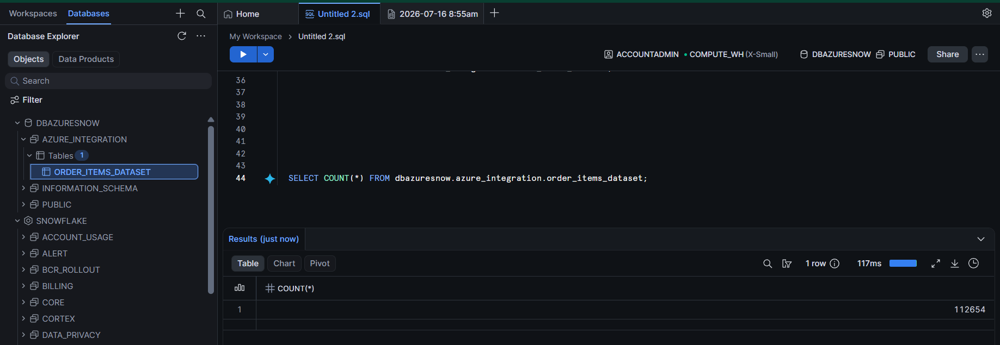 Workspaces
Databases
Database Explorer
Objects
Data Products
Search
Filter
DBAZURESNOW
AZURE_INTEGRATION
Tables 1
ORDER_ITEMS_DATASET
INFORMATION_SCHEMA
PUBLIC
SNOWFLAKE
ACCOUNT_USAGE
ALERT
BCR_ROLLOUT
BILLING
CORE
CORTEX
DATA_PRIVACY
Home
SQL Untitled 2.sql
2026-07-16 8:55am
My Workspace > Untitled 2.sql
ACCOUNTADMIN • COMPUTE_WH (X-Small)
DBAZURESNOW
PUBLIC
Share
36
37
38
39
40
41
42
43
44 SELECT COUNT(*) FROM dbazuresnow.azure_integration.order_items_dataset;
Results (just now)
Table
Chart
Pivot
1 row
117ms
COUNT(*)
1 112654